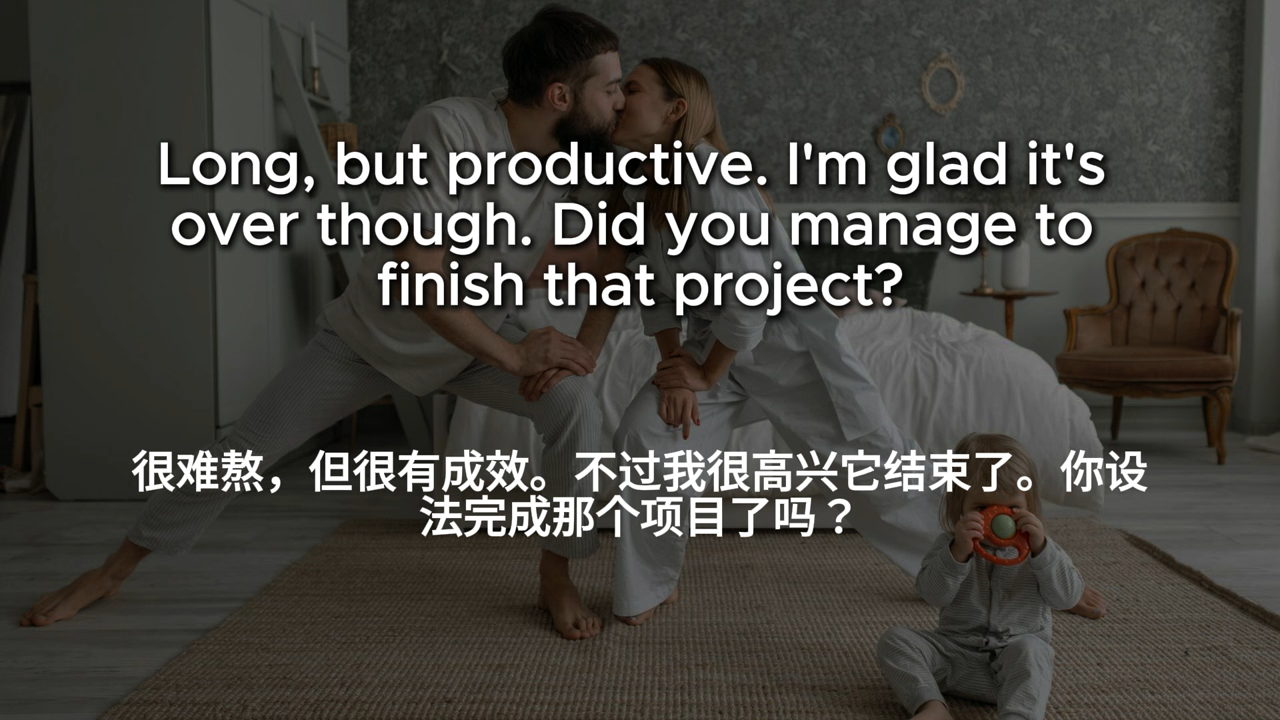 Long, but productive. I'm glad it's
over though. Did you manage to
finish that project?
很难熬，但很有成效。不过我很高兴它结束了。你设
法完成那个项目了吗？